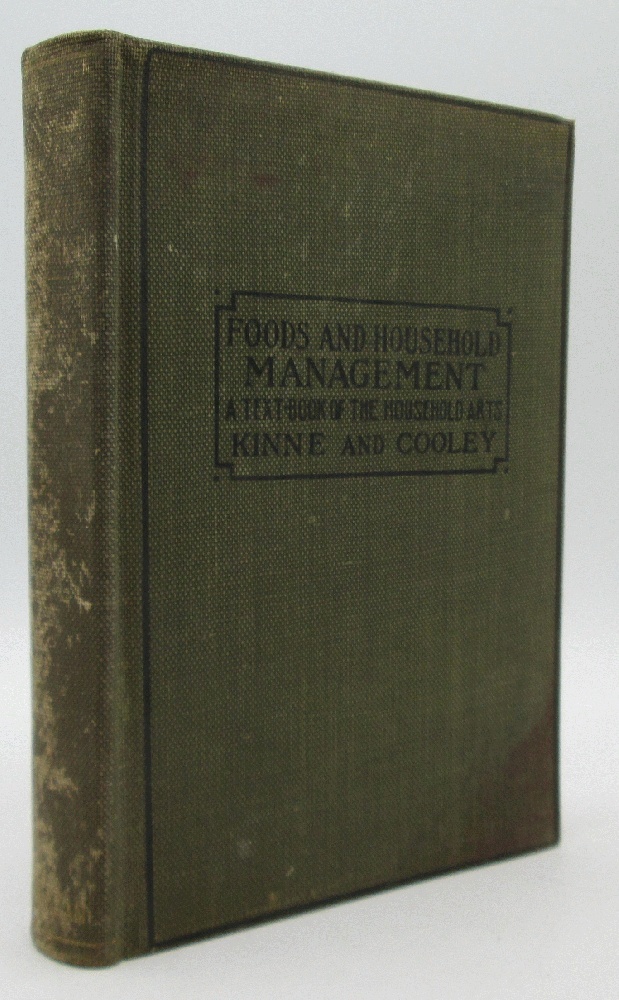 FOODS AND HOUSEHOLD
MANAGEMENT
A TEXT-BOOK OF THE HOUSEHOLD ARTS
KINNE AND COOLEY